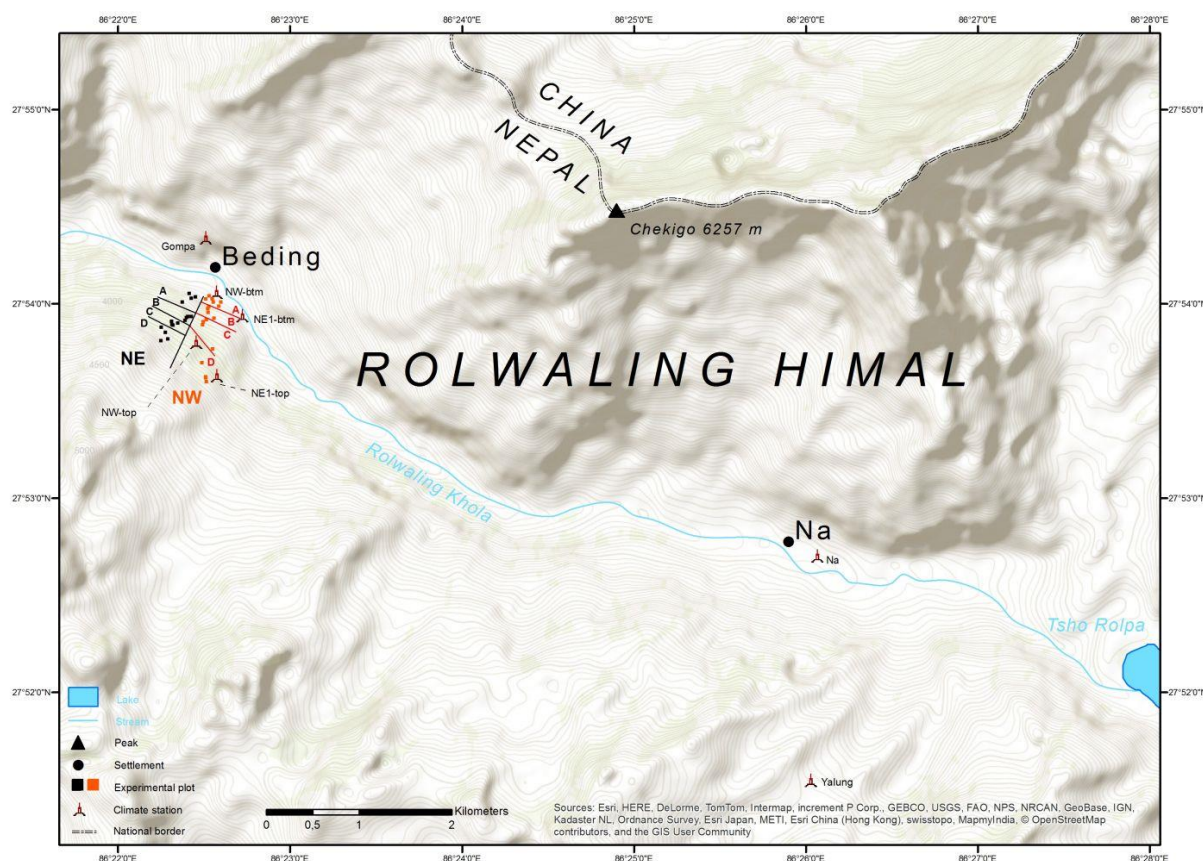 86°22'0"E 86°23'0"E 86°24'0"E 86°25'0"E 86°26'0"E 86°27'0"E 86°28'0"E
27°55'0"N 27°55'0"N
CHINA
NEPAL
Chekigo 6257 m
Gompa
Beding
NW-btm
27°54'0"N 27°54'0"N
4000
A
B
C
D
A
B
C
D
NE1-btm
NE
4500
ROLWALING HIMAL
NW
NW-top
NE1-top
5000
Rolwaling Khola
27°53'0"N 27°53'0"N
Na
Na
Tsho Rolpa
27°52'0"N 27°52'0"N
Lake
Stream
Peak
Settlement
Experimental plot
Climate station
National border
Yalung
Kilometers
0 0,5 1 2
Sources: Esri, HERE, DeLorme, TomTom, Intermap, increment P Corp., GEBCO, USGS, FAO, NPS, NRCAN, GeoBase, IGN,
Kadaster NL, Ordnance Survey, Esri Japan, METI, Esri China (Hong Kong), swisstopo, MapmyIndia, © OpenStreetMap
contributors, and the GIS User Community
86°22'0"E 86°23'0"E 86°24'0"E 86°25'0"E 86°26'0"E 86°27'0"E 86°28'0"E